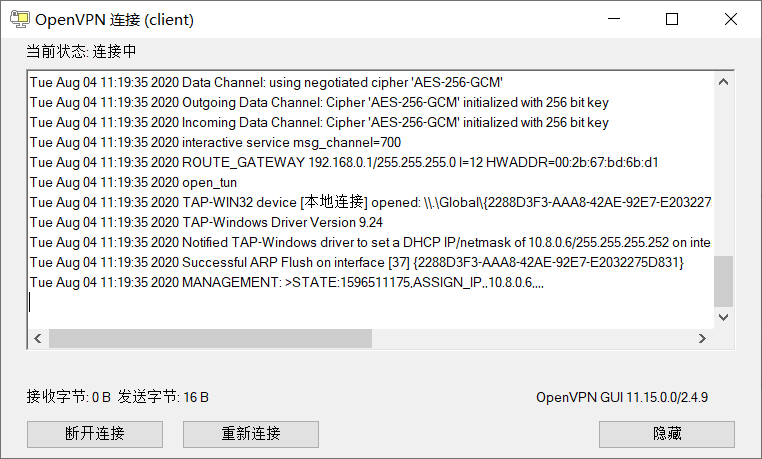 OpenVPN 连接 (client)
当前状态: 连接中
Tue Aug 04 11:19:35 2020 Data Channel: using negotiated cipher 'AES-256-GCM'
Tue Aug 04 11:19:35 2020 Outgoing Data Channel: Cipher 'AES-256-GCM' initialized with 256 bit key
Tue Aug 04 11:19:35 2020 Incoming Data Channel: Cipher 'AES-256-GCM' initialized with 256 bit key
Tue Aug 04 11:19:35 2020 interactive service msg_channel=700
Tue Aug 04 11:19:35 2020 ROUTE_GATEWAY 192.168.0.1/255.255.255.0 I=12 HWADDR=00:2b:67:bd:6b:d1
Tue Aug 04 11:19:35 2020 open_tun
Tue Aug 04 11:19:35 2020 TAP-WIN32 device [本地连接] opened: \\.\Global\{2288D3F3-AAA8-42AE-92E7-E203227
Tue Aug 04 11:19:35 2020 TAP-Windows Driver Version 9.24
Tue Aug 04 11:19:35 2020 Notified TAP-Windows driver to set a DHCP IP/netmask of 10.8.0.6/255.255.255.252 on inte
Tue Aug 04 11:19:35 2020 Successful ARP Flush on interface [37] {2288D3F3-AAA8-42AE-92E7-E2032275D831}
Tue Aug 04 11:19:35 2020 MANAGEMENT: >STATE:1596511175,ASSIGN_IP,,10.8.0.6,,,,
接收字节: 0 B 发送字节: 16 B
OpenVPN GUI 11.15.0.0/2.4.9
断开连接
重新连接
隐藏